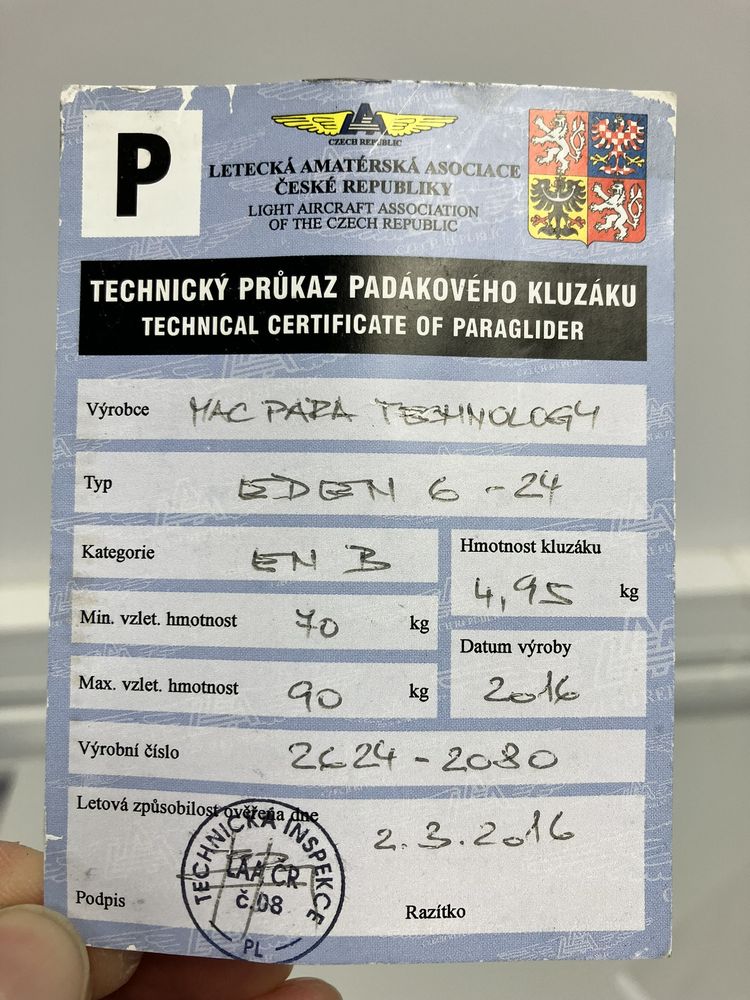 P
CZECH REPUBLIC
LETECKÁ AMATÉRSKÁ ASOCIACE
ČESKÉ REPUBLIKY
LIGHT AIRCRAFT ASSOCIATION
OF THE CZECH REPUBLIC
TECHNICKÝ PRŮKAZ PADÁKOVÉHO KLUZÁKU
TECHNICAL CERTIFICATE OF PARAGLIDER
Výrobce MAC PARA TECHNOLOGY
Typ EDEN 6 - 24
Kategorie EN B
Hmotnost kluzáku
4,95 kg
Min. vzlet. hmotnost 70 kg
Datum výroby
2016
Max. vzlet. hmotnost 90 kg
Výrobní číslo 2624 - 2080
Letová způsobilost ověřena dne 2.3.2016
TECHNICKÁ INSPEKCE
LAA ČR
č.08
PL
Podpis
Razítko